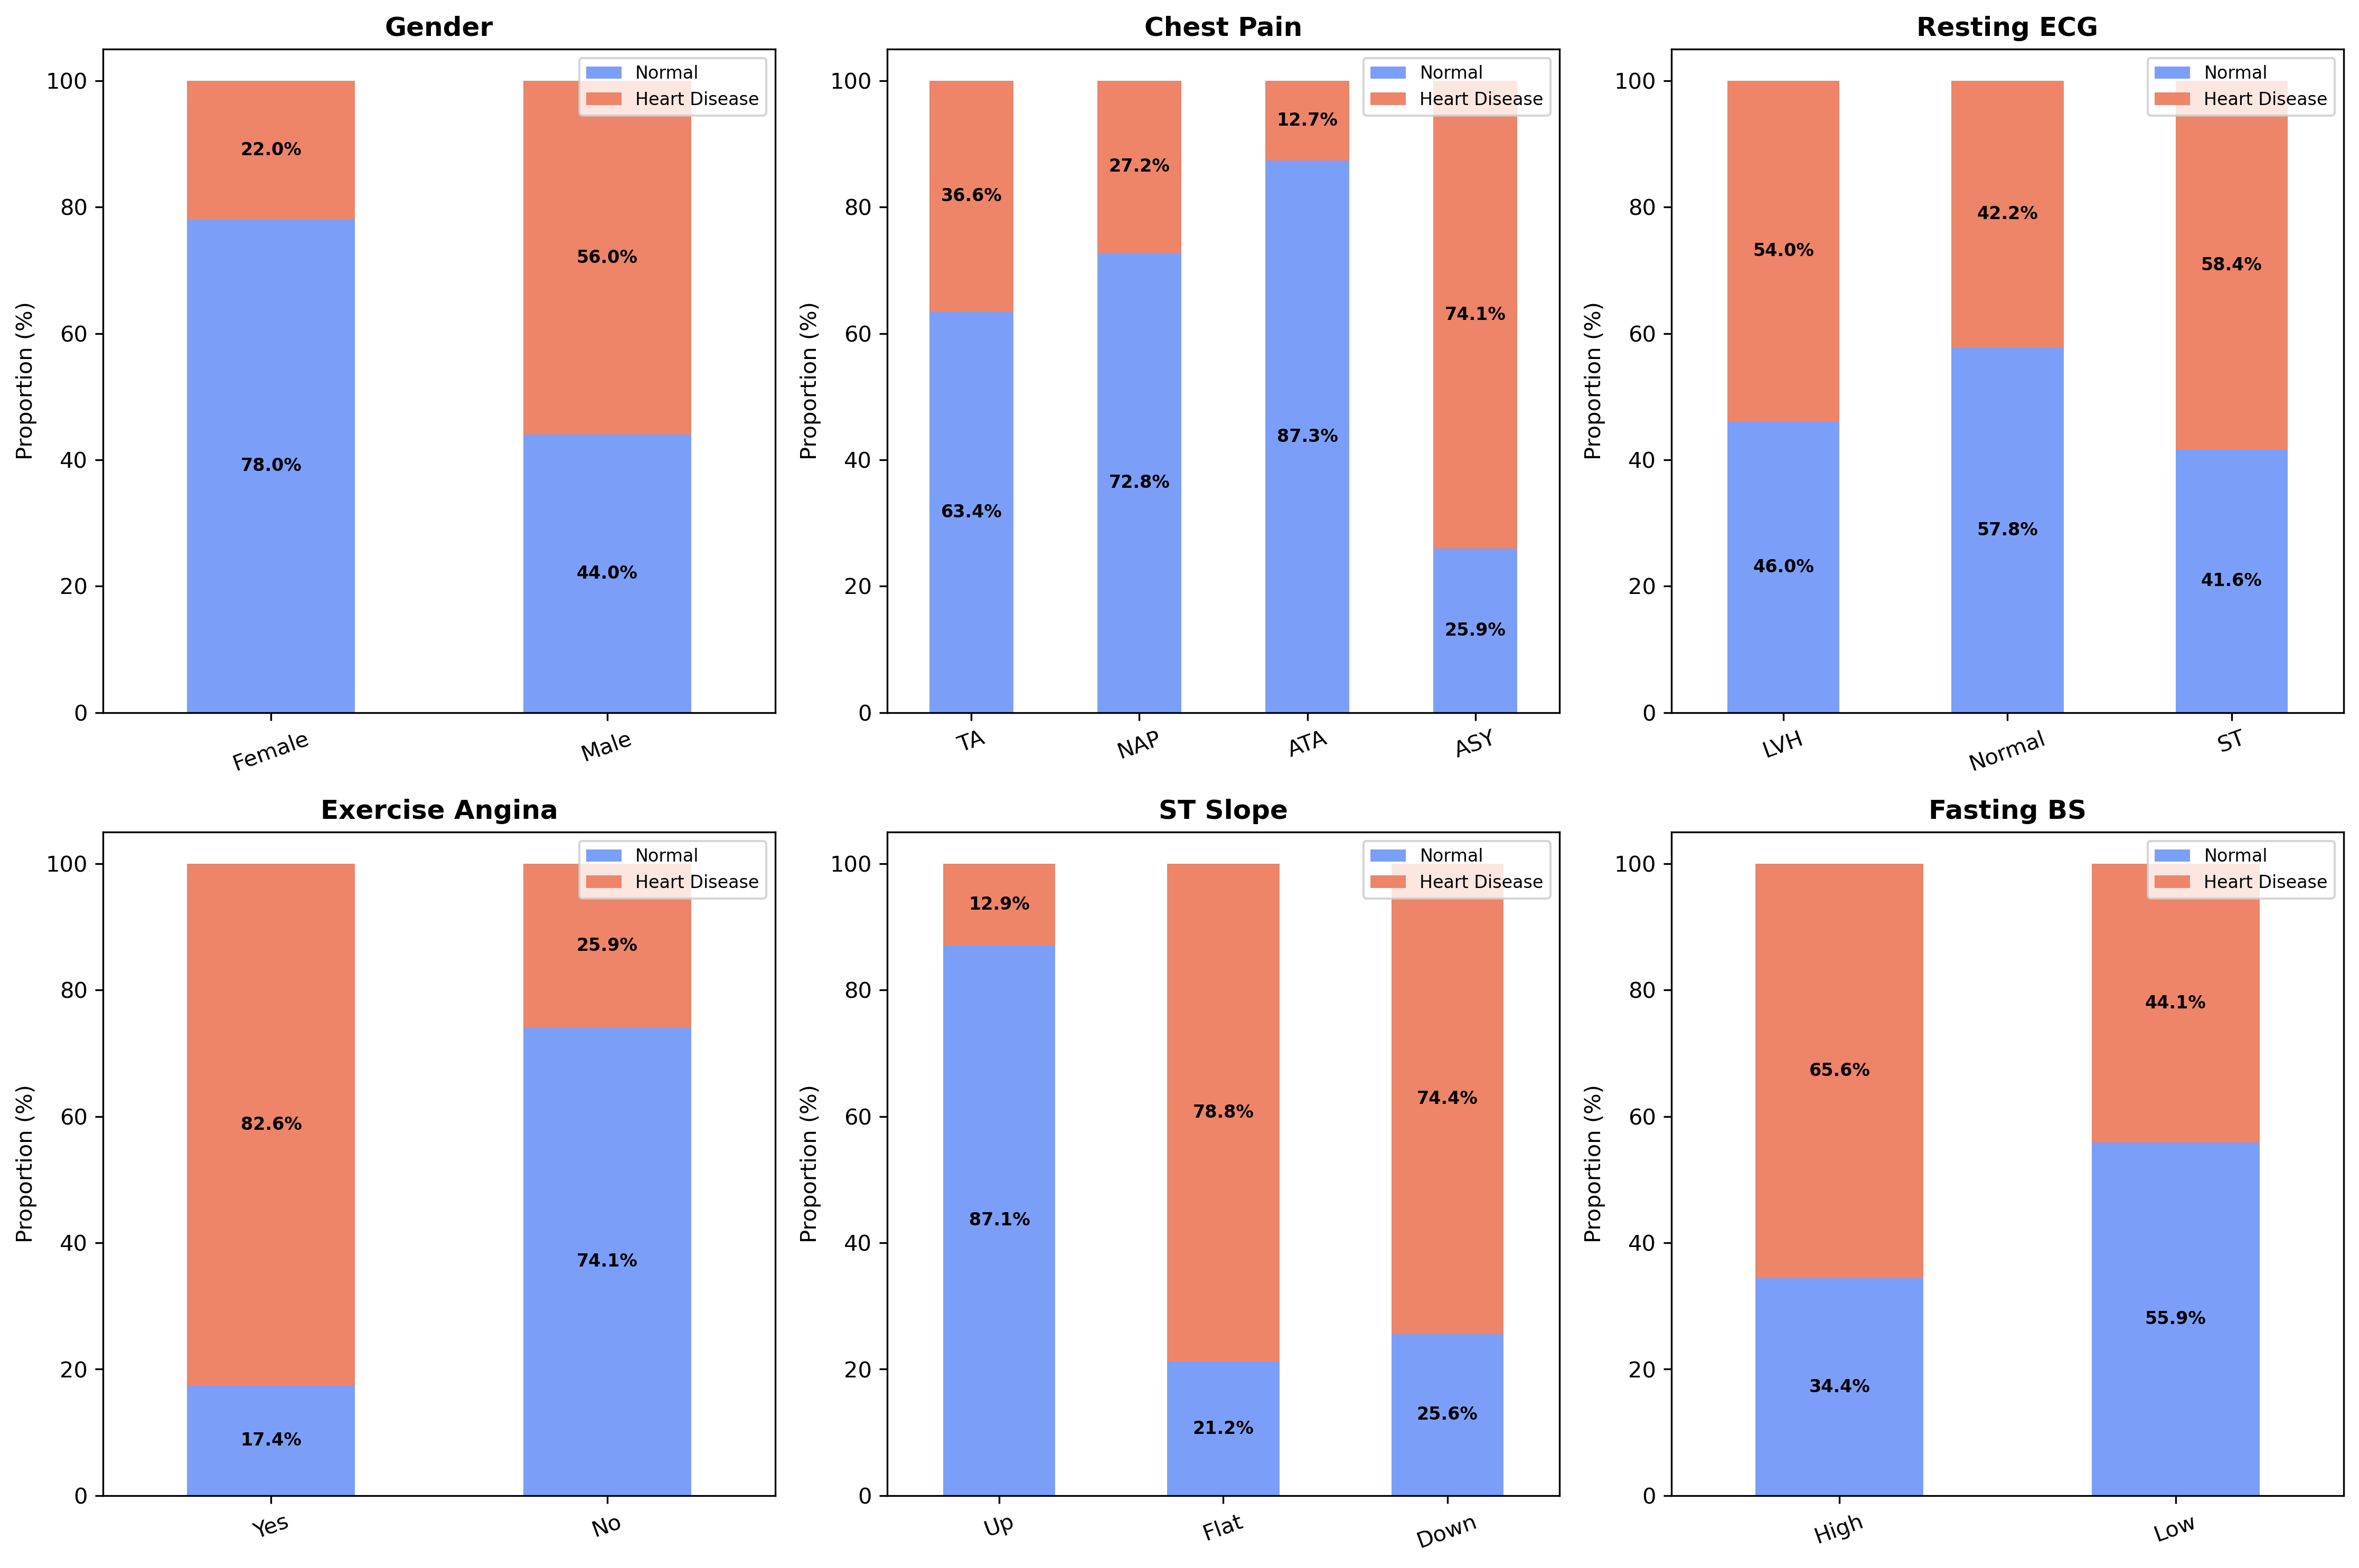 Gender
Normal
Heart Disease
Proportion (%)
100
80
60
40
20
0
22.0%
78.0%
56.0%
44.0%
Female
Male
Chest Pain
Normal
Heart Disease
Proportion (%)
100
80
60
40
20
0
36.6%
63.4%
27.2%
72.8%
12.7%
87.3%
74.1%
25.9%
TA
NAP
ATA
ASY
Resting ECG
Normal
Heart Disease
Proportion (%)
100
80
60
40
20
0
54.0%
46.0%
42.2%
57.8%
58.4%
41.6%
LVH
Normal
ST
Exercise Angina
Normal
Heart Disease
Proportion (%)
100
80
60
40
20
0
82.6%
17.4%
25.9%
74.1%
Yes
No
ST Slope
Normal
Heart Disease
Proportion (%)
100
80
60
40
20
0
12.9%
87.1%
78.8%
21.2%
74.4%
25.6%
Up
Flat
Down
Fasting BS
Normal
Heart Disease
Proportion (%)
100
80
60
40
20
0
65.6%
34.4%
44.1%
55.9%
High
Low